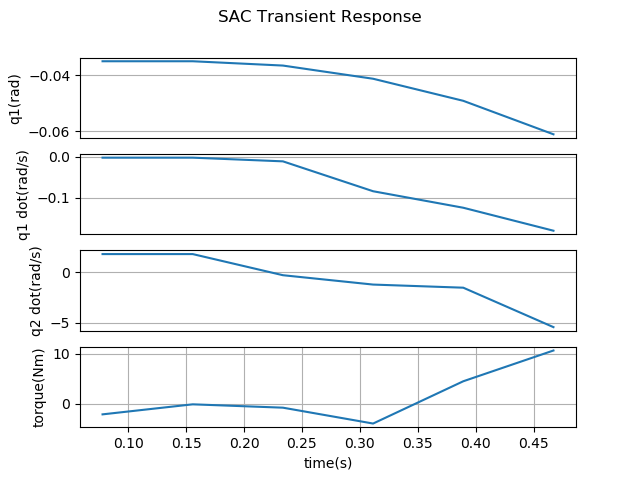 SAC Transient Response
q1(rad)
−0.04
−0.06
q1 dot(rad/s)
0.0
−0.1
q2 dot(rad/s)
0
−5
torque(Nm)
10
0
0.10 0.15 0.20 0.25 0.30 0.35 0.40 0.45
time(s)